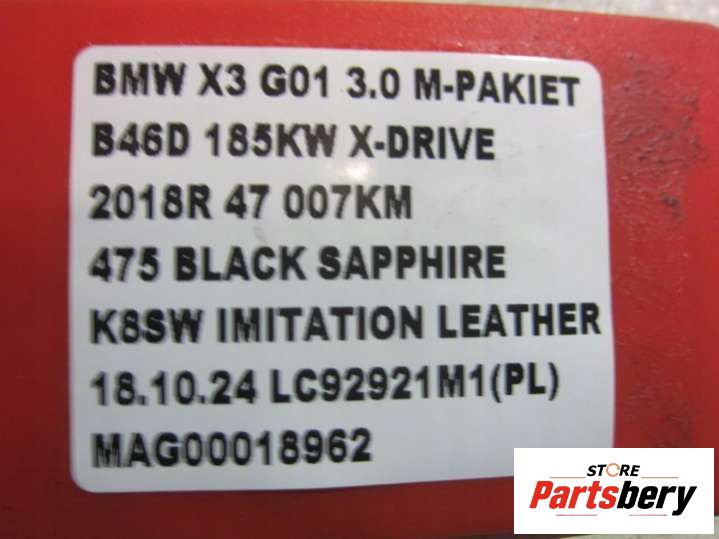 BMW X3 G01 3.0 M-PAKIET
B46D 185KW X-DRIVE
2018R 47 007KM
475 BLACK SAPPHIRE
K8SW IMITATION LEATHER
18.10.24 LC92921M1(PL)
MAG00018962
STORE
Partsbery